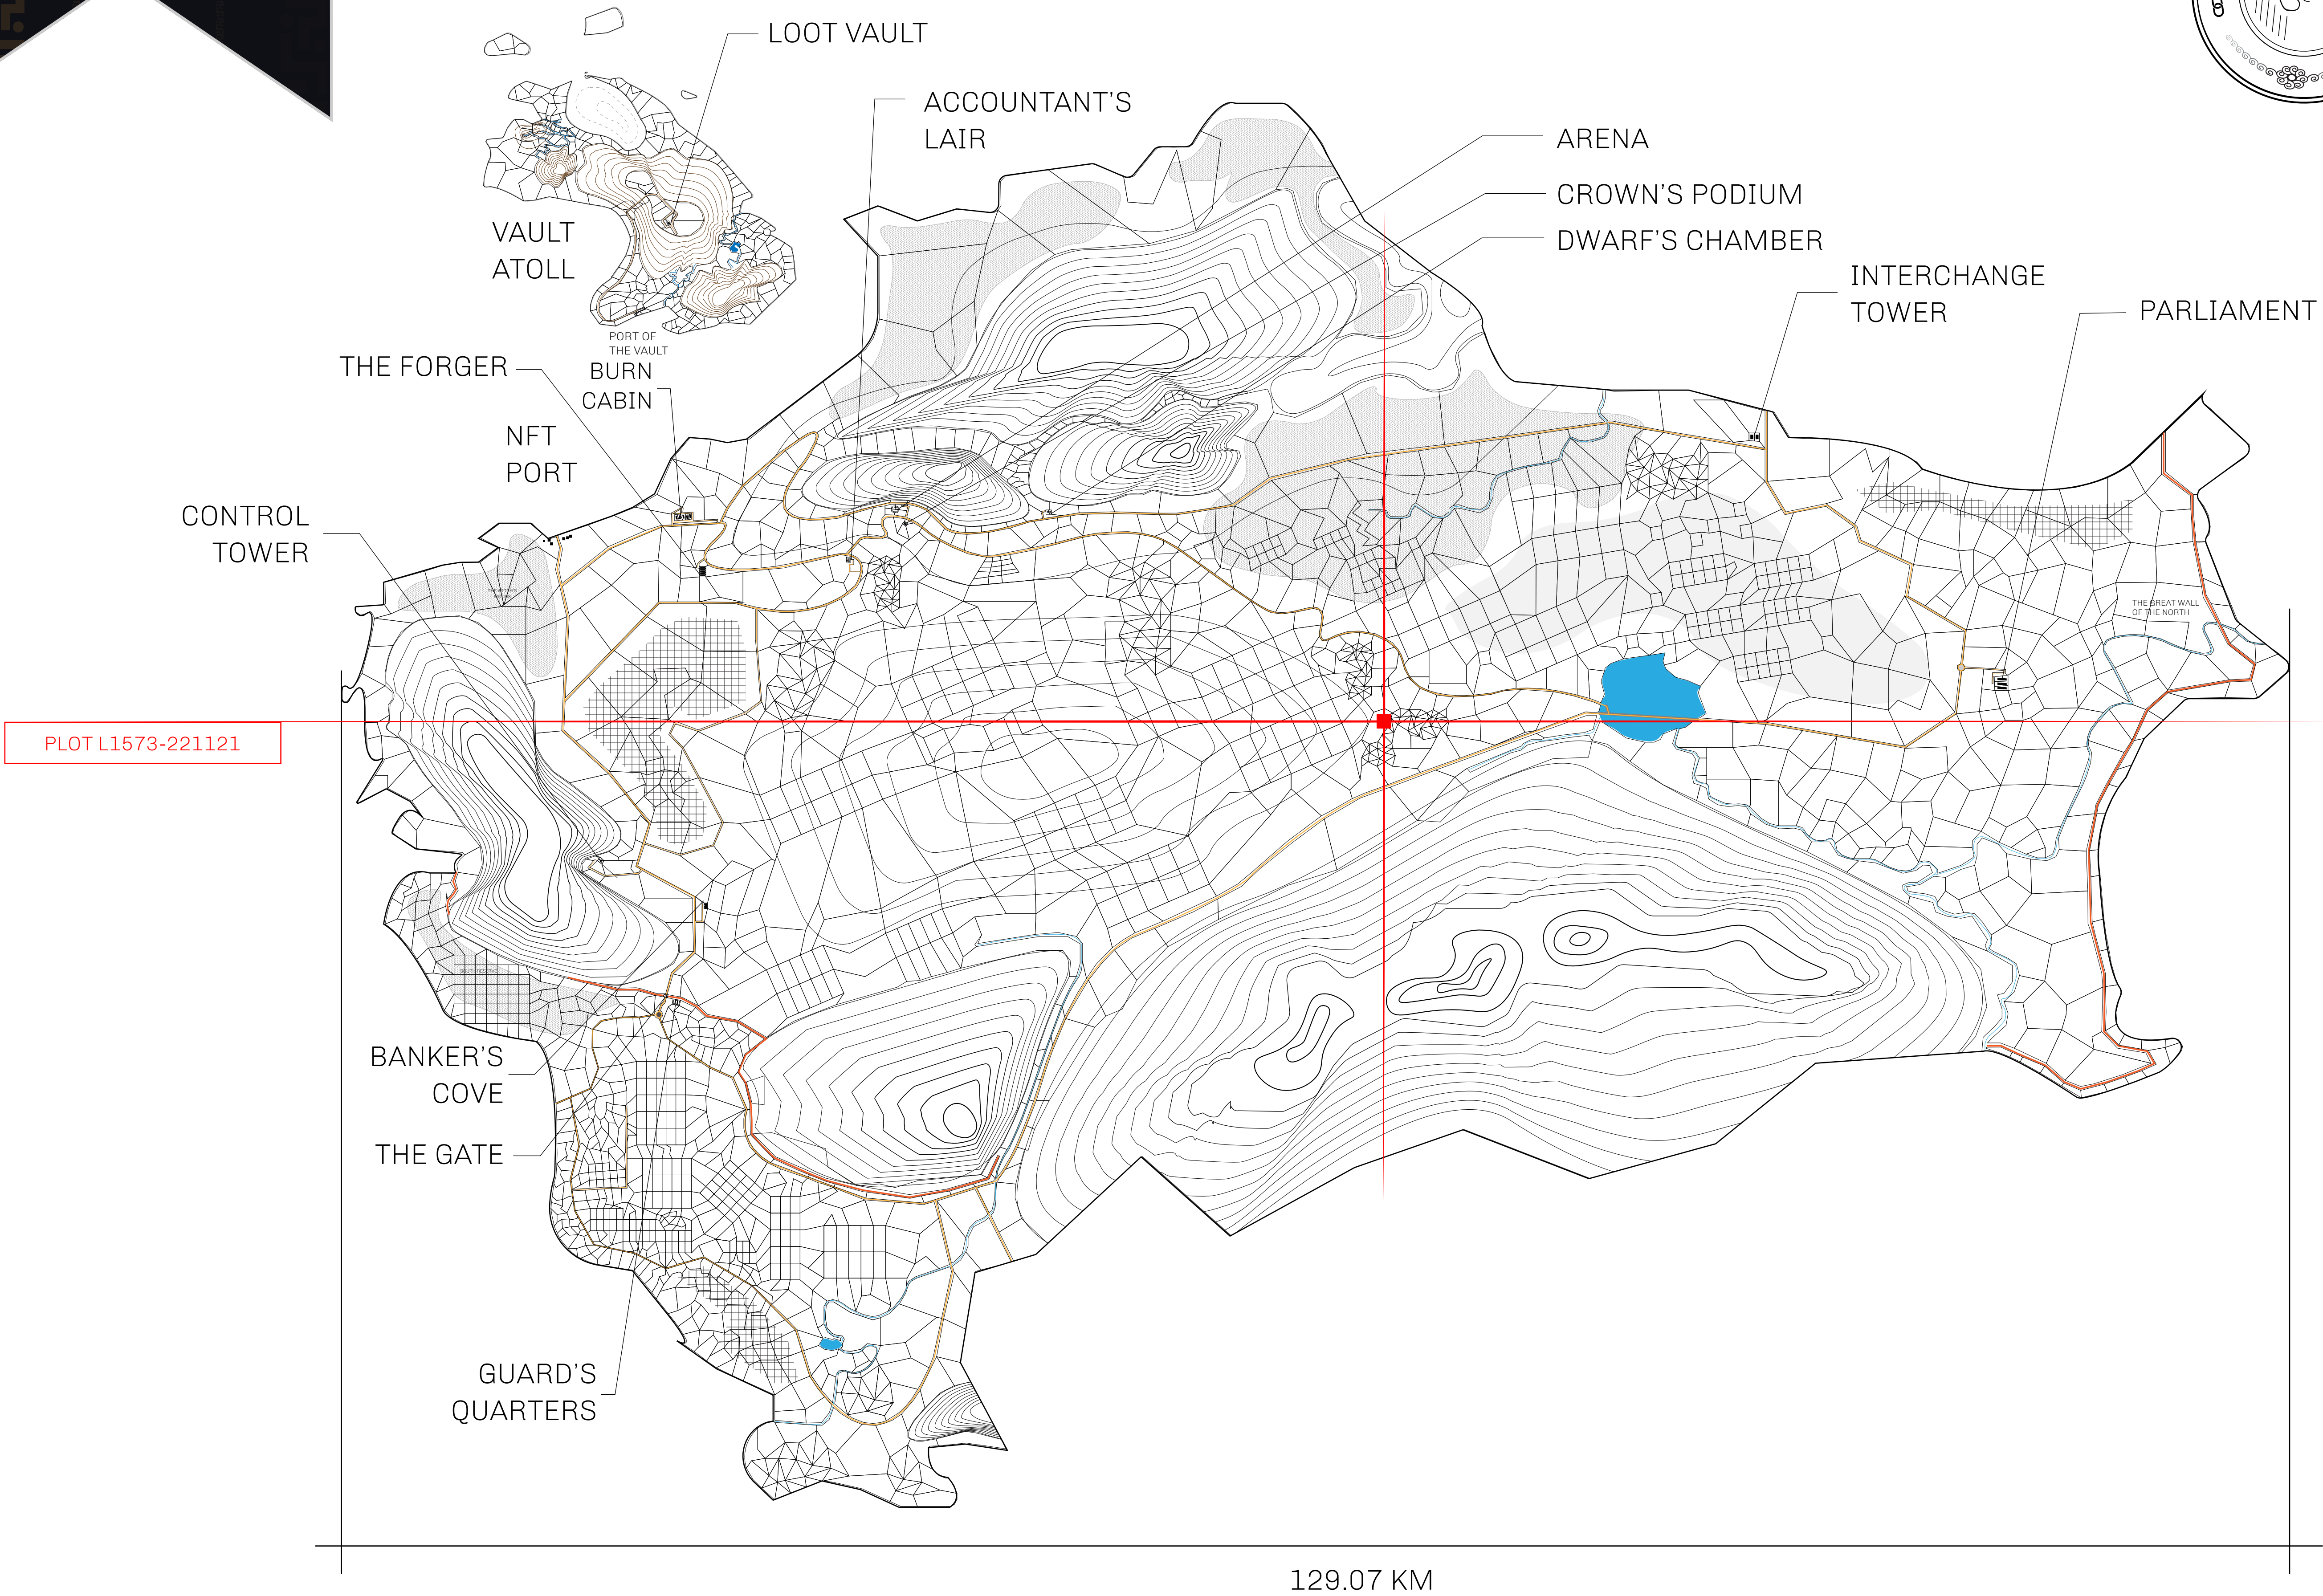 LOOT VAULT
ACCOUNTANT'S
LAIR
ARENA
CROWN'S PODIUM
DWARF'S CHAMBER
INTERCHANGE
TOWER
PARLIAMENT
VAULT
ATOLL
PORT OF
THE VAULT
THE FORGER
BURN
CABIN
NFT
PORT
CONTROL
TOWER
THE GREAT WALL
OF THE NORTH
PLOT L1573-221121
SOUTH RESERVE
BANKER'S
COVE
THE GATE
GUARD'S
QUARTERS
129.07 KM